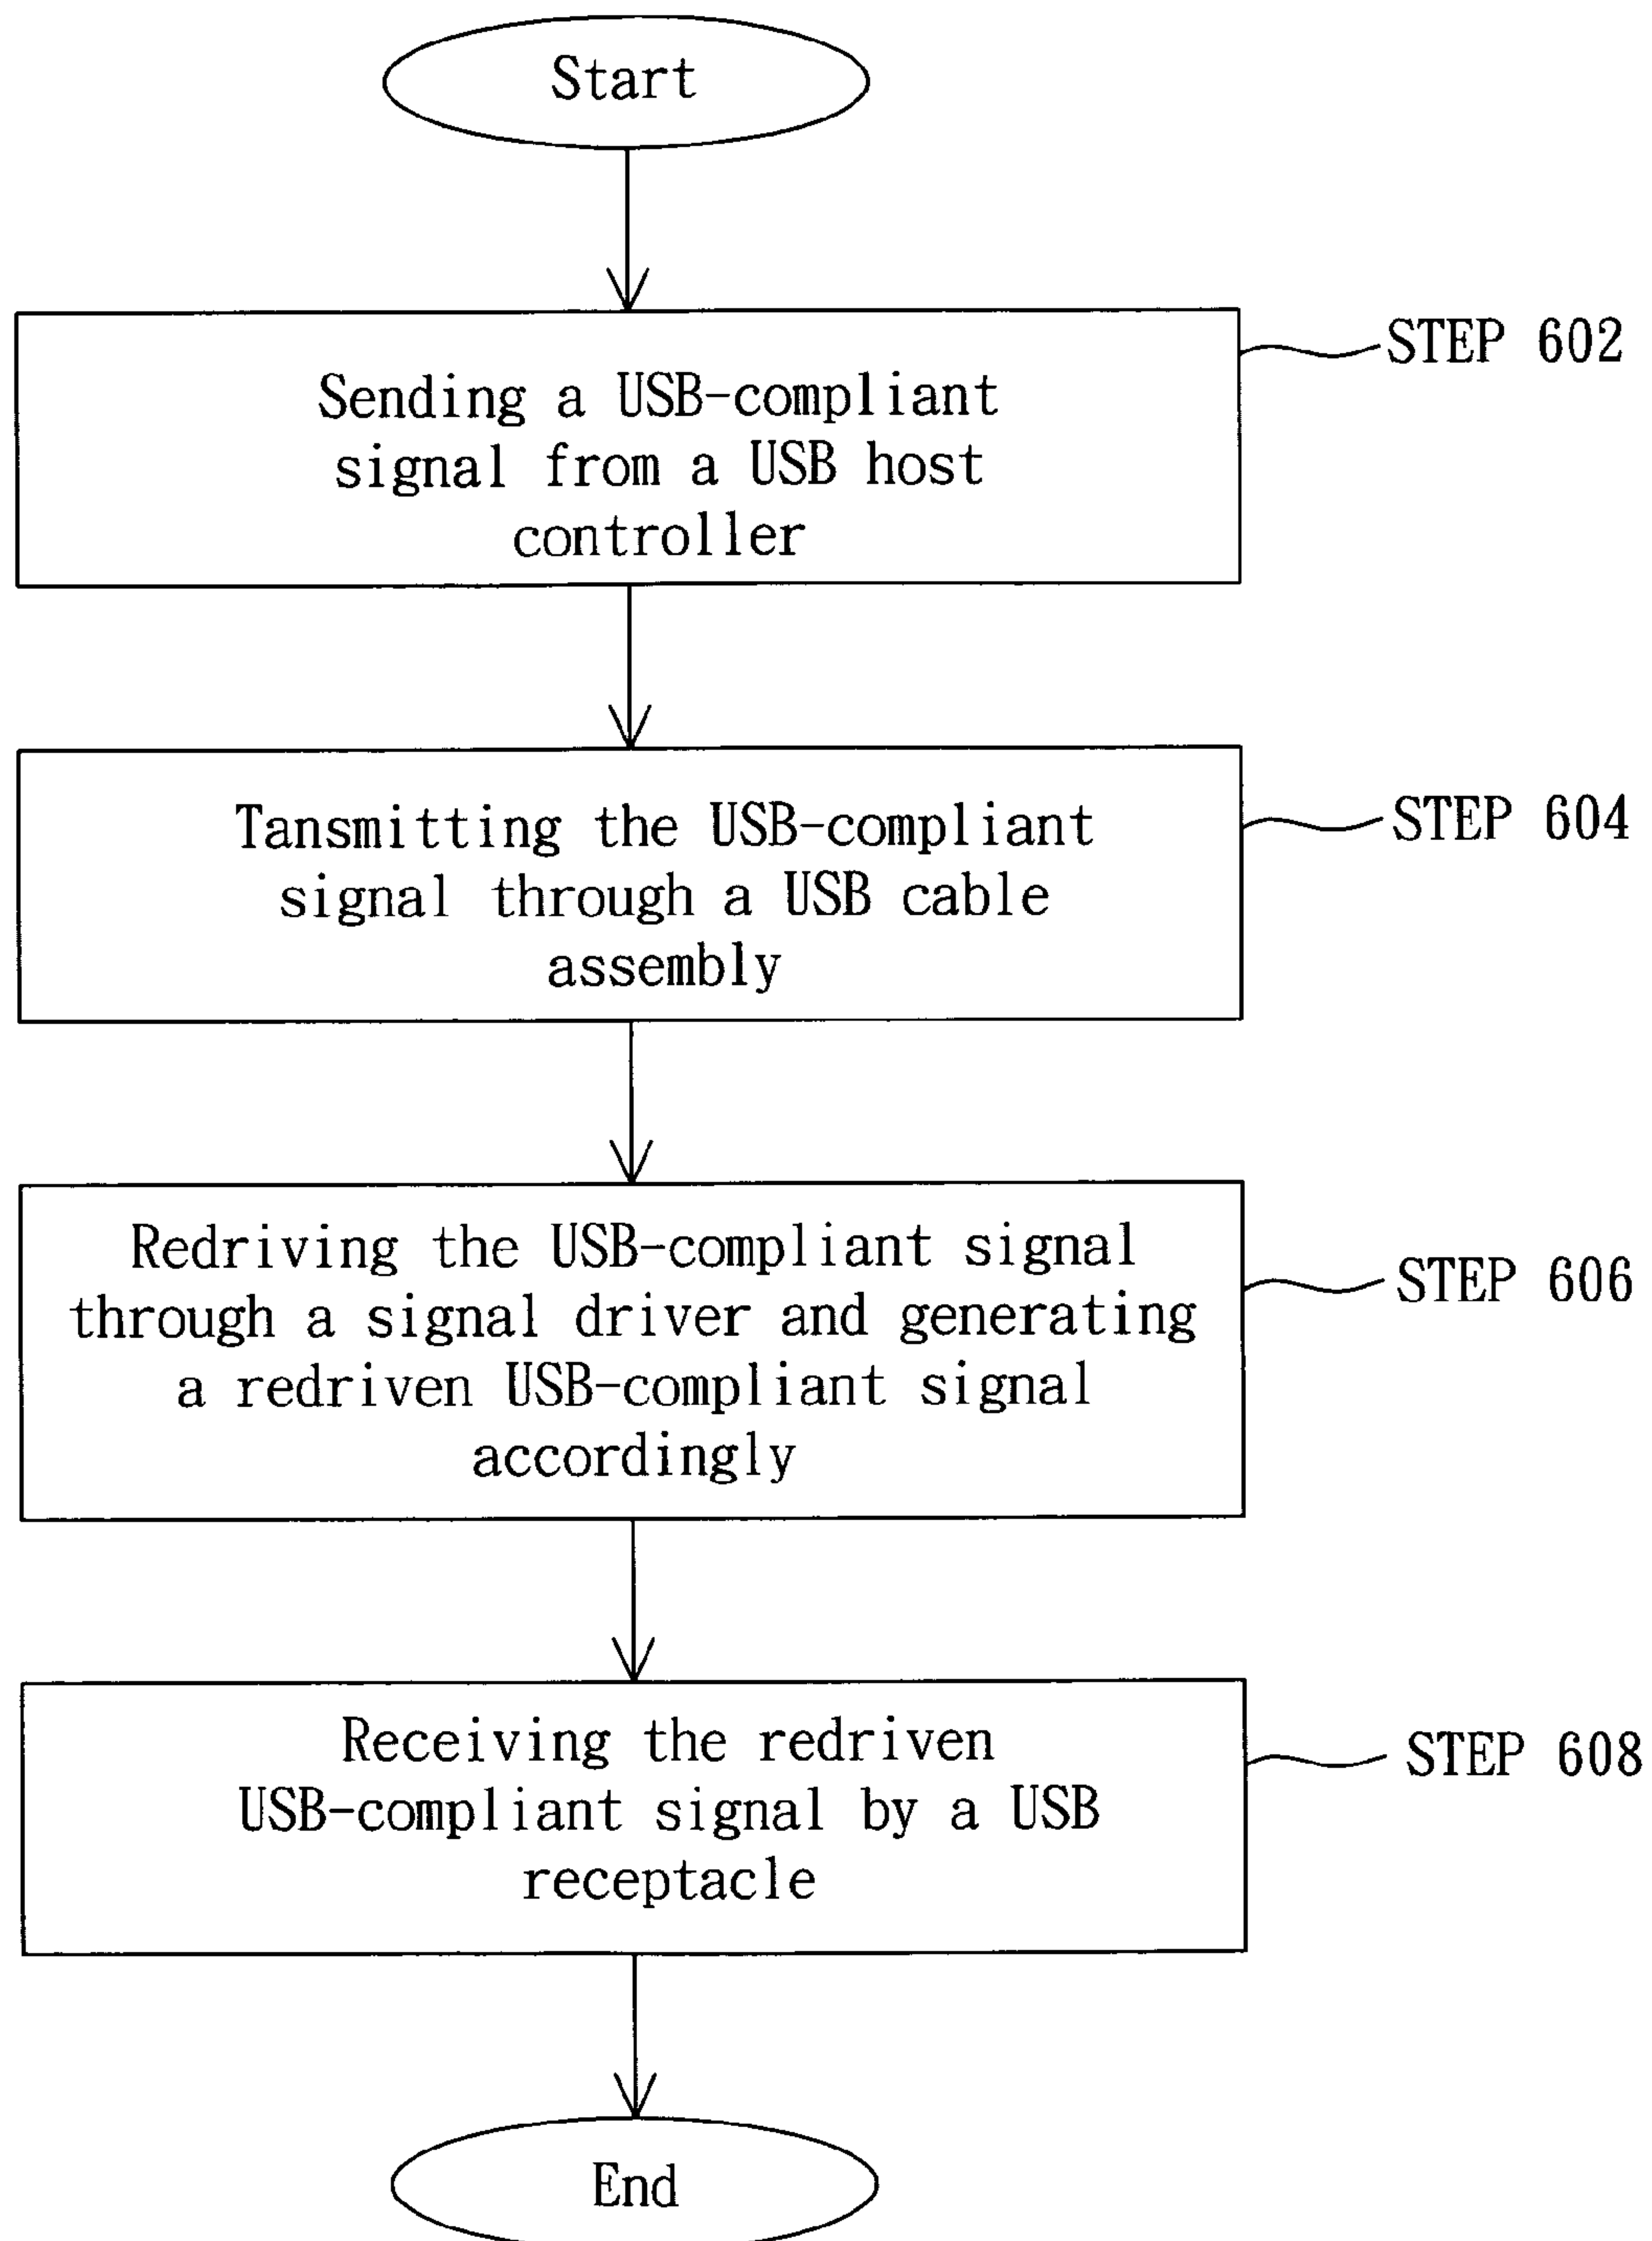 Start
STEP 602
Sending a USB-compliant
signal from a USB host
controller
STEP 604
Tansmitting the USB-compliant
signal through a USB cable
assembly
STEP 606
Redriving the USB-compliant signal
through a signal driver and generating
a redriven USB-compliant signal
accordingly
STEP 608
Receiving the redriven
USB-compliant signal by a USB
receptacle
End